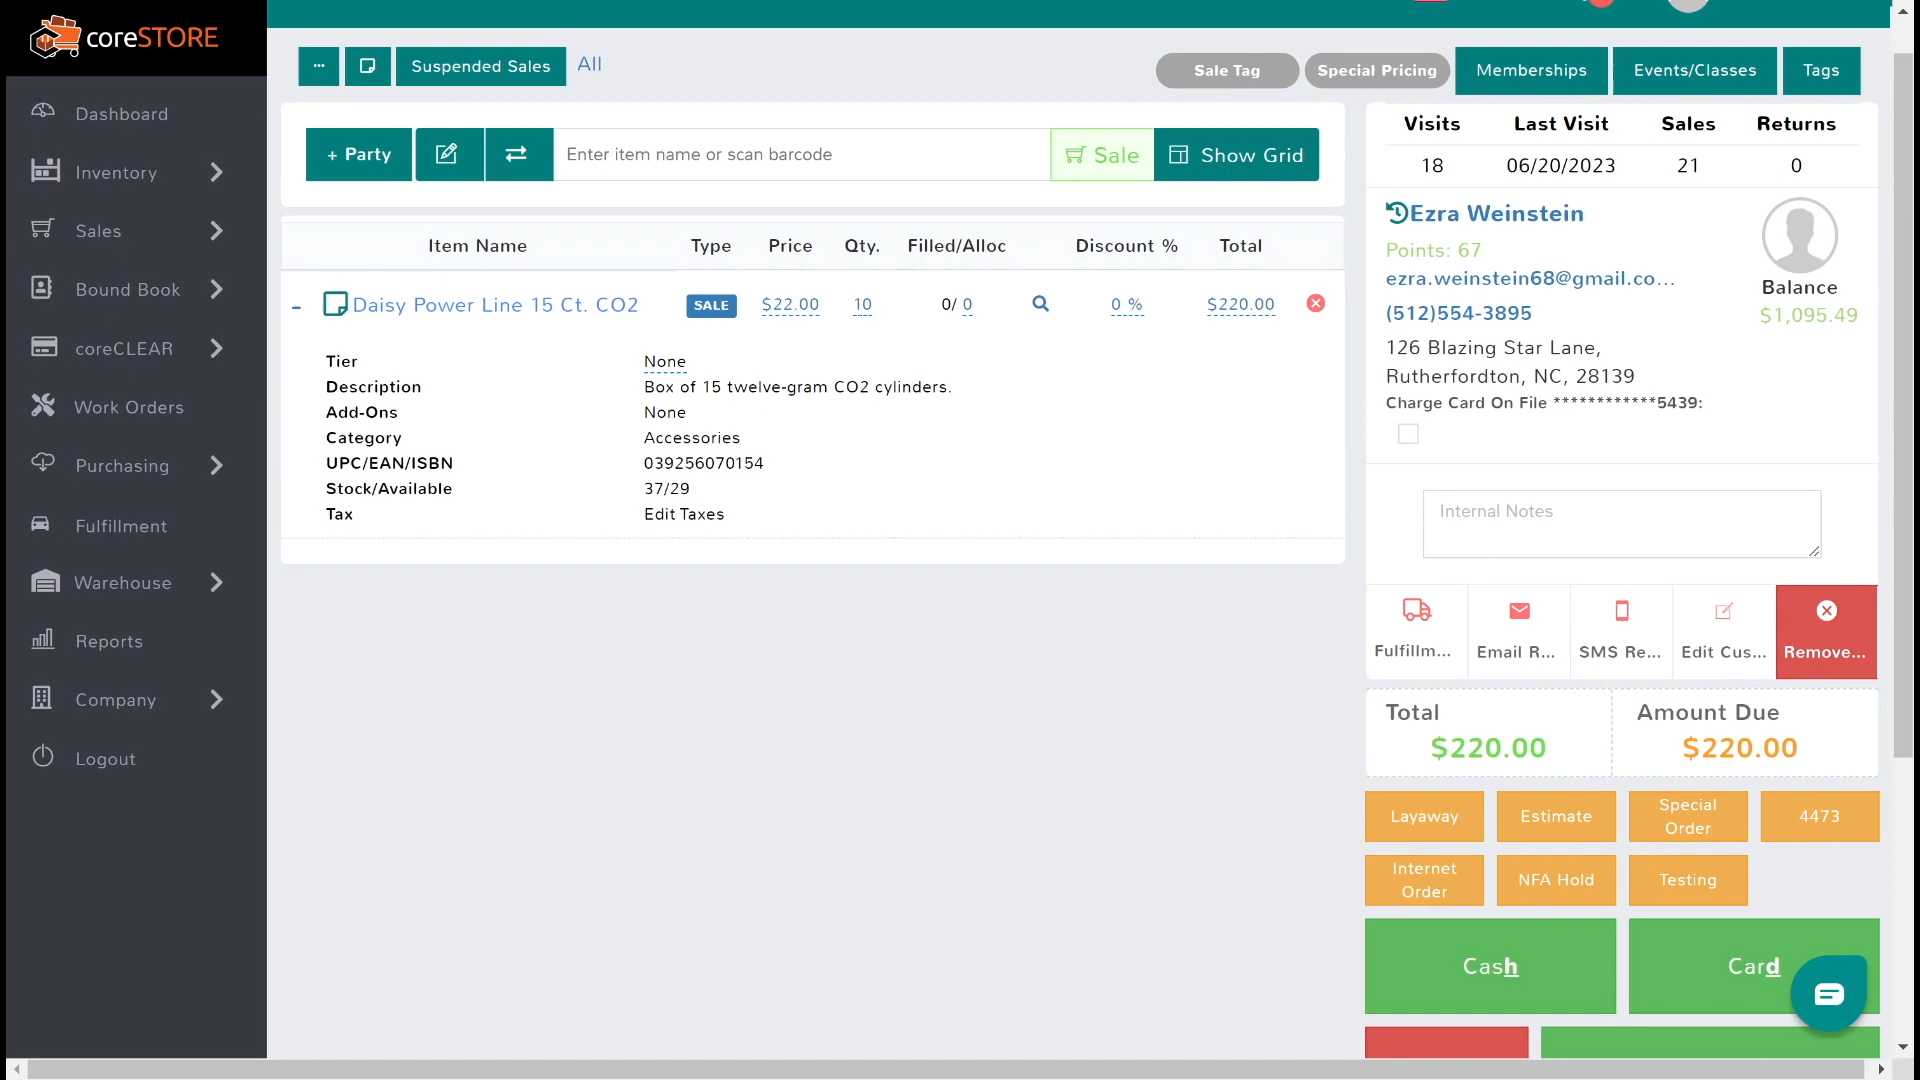 coreSTORE
Dashboard
Inventory
Sales
Bound Book
coreCLEAR
Work Orders
Purchasing
Fulfillment
Warehouse
Reports
Company
Logout
Suspended Sales
All
Sale Tag
Special Pricing
Memberships
Events/Classes
Tags
+ Party
Enter item name or scan barcode
Sale
Show Grid
Item Name Type Price Qty. Filled/Alloc Discount % Total
- Daisy Power Line 15 Ct. CO2 SALE $22.00 10 0/ 0 0 % $220.00
Tier None
Description Box of 15 twelve-gram CO2 cylinders.
Add-Ons None
Category Accessories
UPC/EAN/ISBN 039256070154
Stock/Available 37/29
Tax Edit Taxes
Visits Last Visit Sales Returns
18 06/20/2023 21 0
Ezra Weinstein
Points: 67
ezra.weinstein68@gmail.co...
(512)554-3895
Balance
$1,095.49
126 Blazing Star Lane,
Rutherfordton, NC, 28139
Charge Card On File ************5439:
Internal Notes
Fulfillm...
Email R...
SMS Re...
Edit Cus...
Remove...
Total
$220.00
Amount Due
$220.00
Layaway
Estimate
Special
Order
4473
Internet
Order
NFA Hold
Testing
Cash
Card